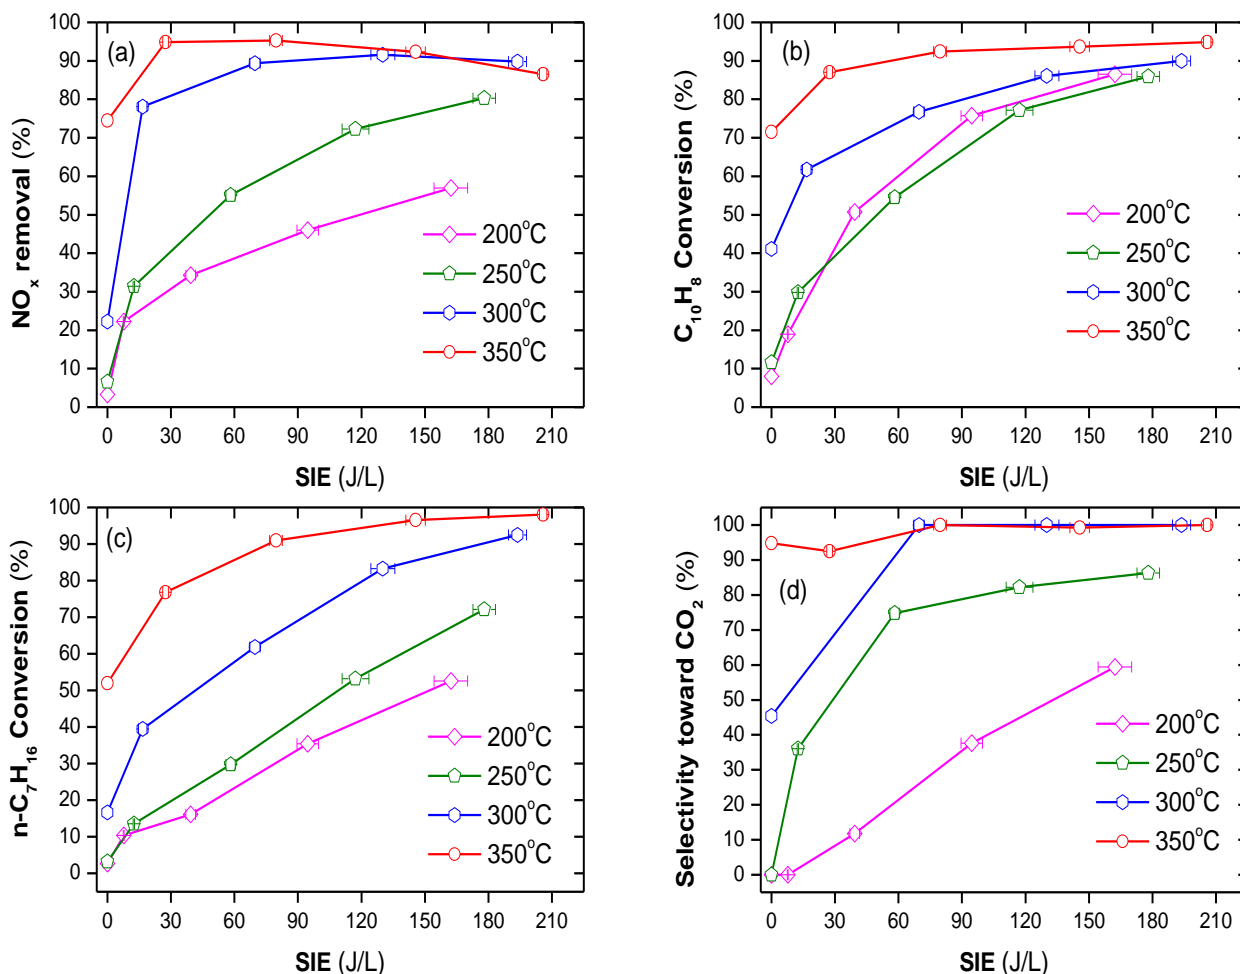 (a)
NOx removal (%)
100
90
80
70
60
50
40
30
20
10
0
200°C
250°C
300°C
350°C
0 30 60 90 120 150 180 210
SIE (J/L)
(b)
C10H8 Conversion (%)
100
90
80
70
60
50
40
30
20
10
0
200°C
250°C
300°C
350°C
0 30 60 90 120 150 180 210
SIE (J/L)
(c)
n-C7H16 Conversion (%)
100
90
80
70
60
50
40
30
20
10
0
200°C
250°C
300°C
350°C
0 30 60 90 120 150 180 210
SIE (J/L)
(d)
Selectivity toward CO2 (%)
100
90
80
70
60
50
40
30
20
10
0
200°C
250°C
300°C
350°C
0 30 60 90 120 150 180 210
SIE (J/L)